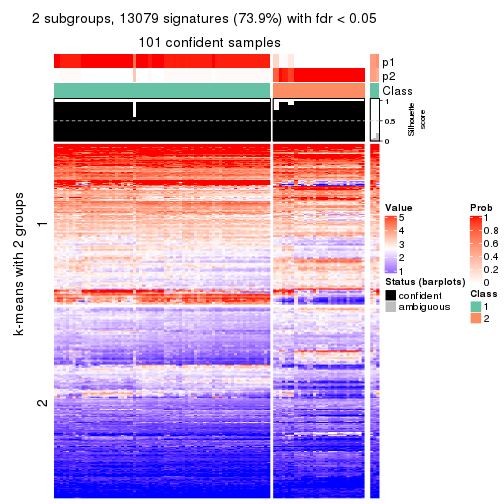 2 subgroups, 13079 signatures (73.9%) with fdr < 0.05
101 confident samples
p1
p2
Class
1
0.5
0
Silhouette
score
k-means with 2 groups
1
2
Value
5
4
3
2
1
Status (barplots)
confident
ambiguous
Prob
1
0.8
0.6
0.4
0.2
0
Class
1
2